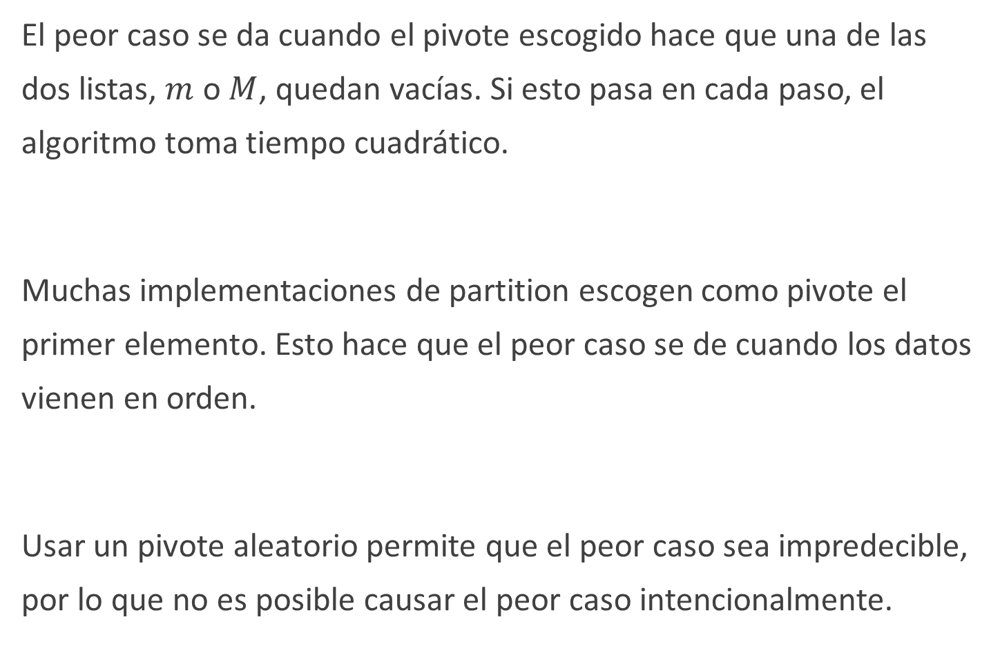 El peor caso se da cuando el pivote escogido hace que una de las
dos listas, 𝑚 o 𝑀, quedan vacías. Si esto pasa en cada paso, el
algoritmo toma tiempo cuadrático.
Muchas implementaciones de partition escogen como pivote el
primer elemento. Esto hace que el peor caso se de cuando los datos
vienen en orden.
Usar un pivote aleatorio permite que el peor caso sea impredecible,
por lo que no es posible causar el peor caso intencionalmente.